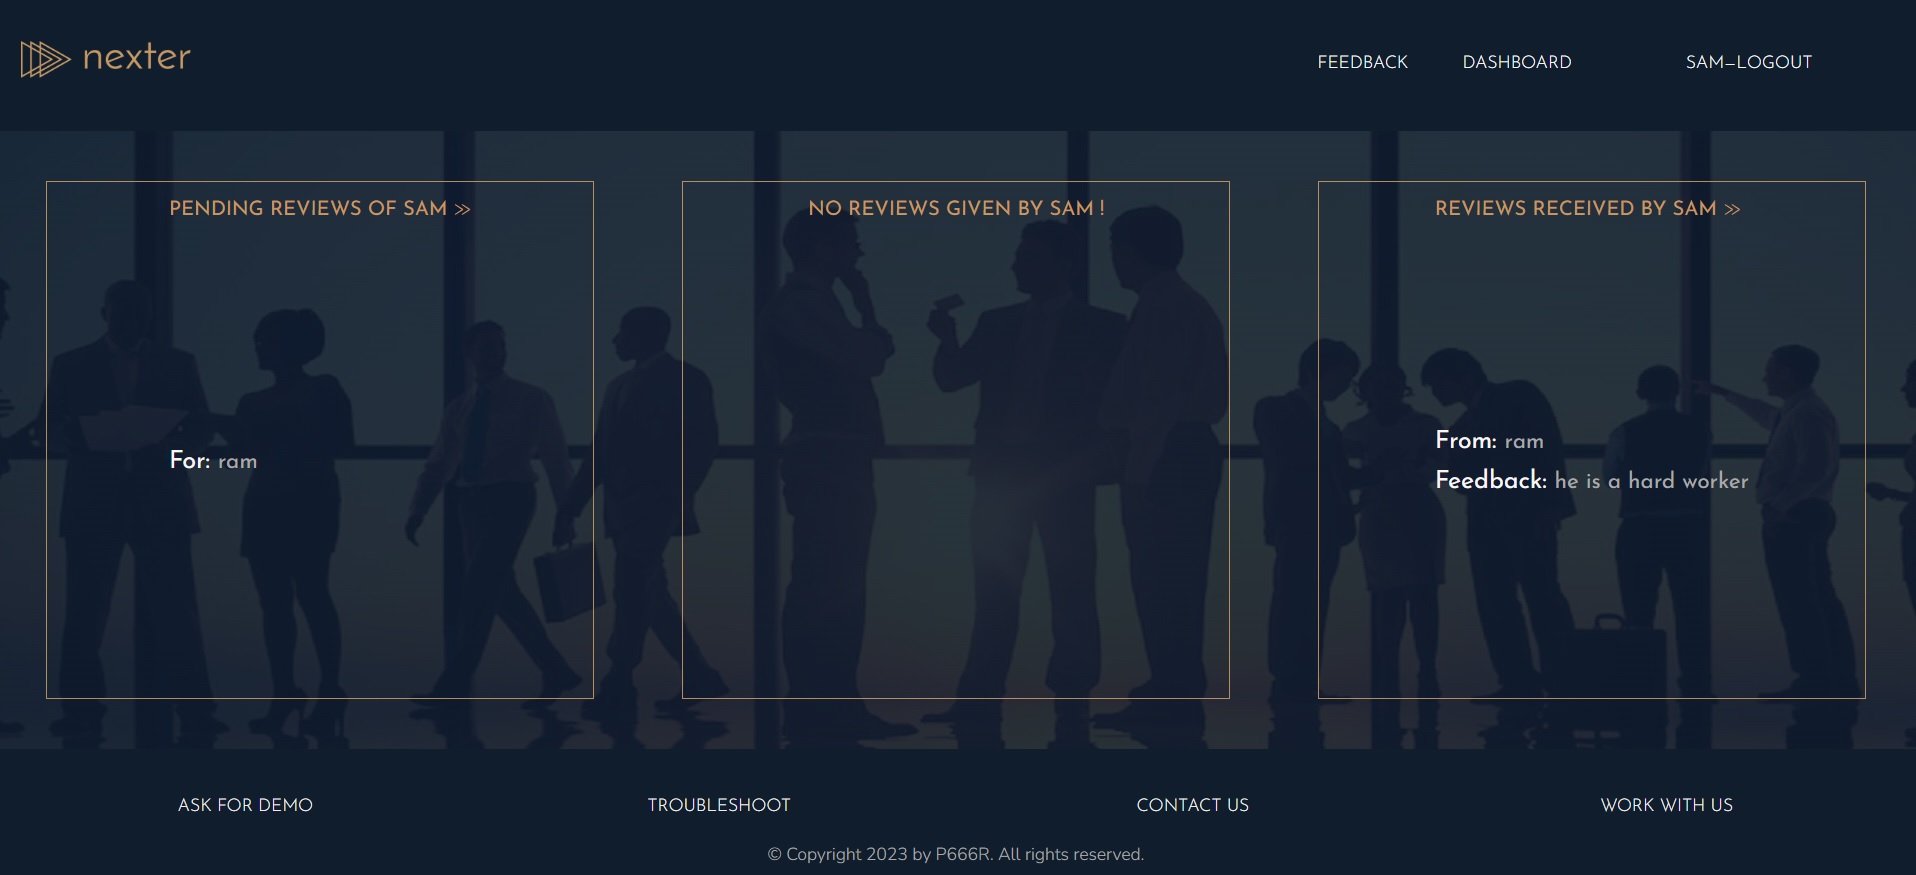 nexter
FEEDBACK DASHBOARD SAM–LOGOUT
PENDING REVIEWS OF SAM >>
For: ram
NO REVIEWS GIVEN BY SAM !
REVIEWS RECEIVED BY SAM >>
From: ram
Feedback: he is a hard worker
ASK FOR DEMO TROUBLESHOOT CONTACT US WORK WITH US
© Copyright 2023 by P666R. All rights reserved.